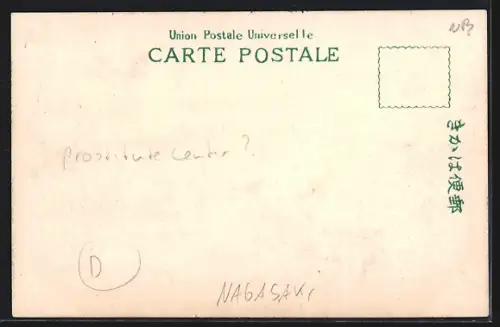 Union Postale Universelle
CARTE POSTALE
きかは便郵
prostitute center?
D
NAGASAKI